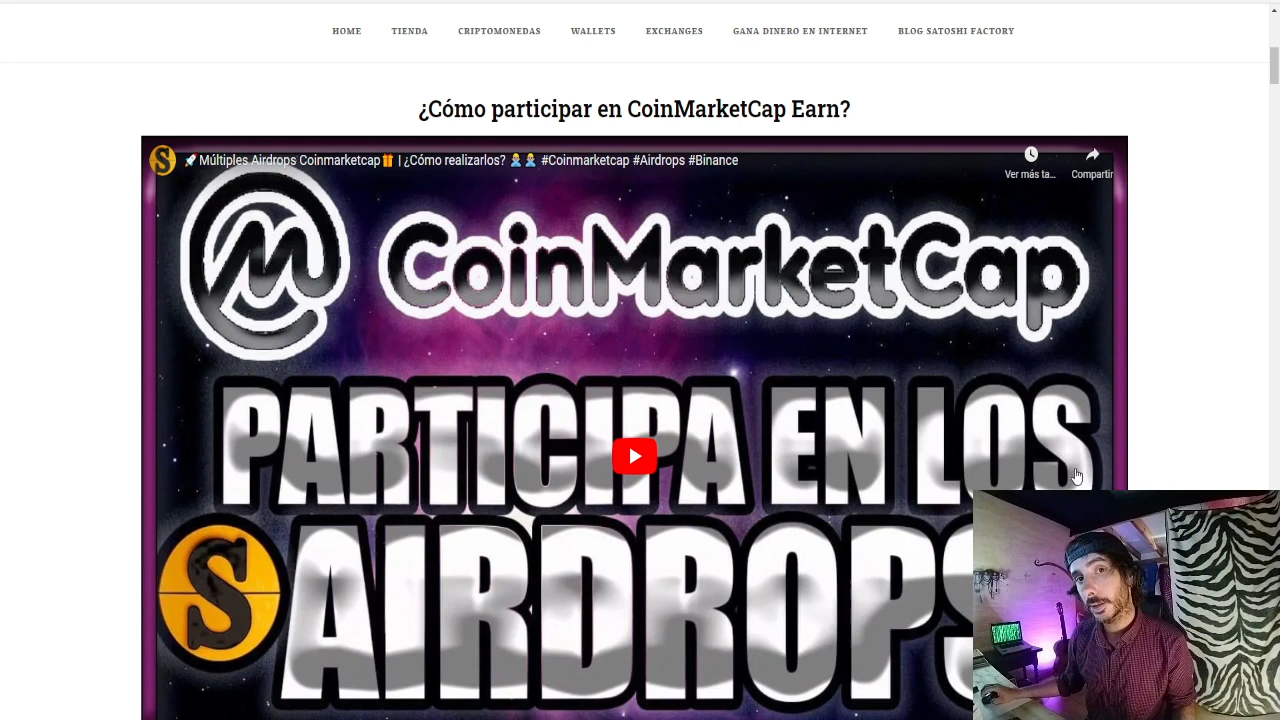 HOME TIENDA CRIPTOMONEDAS WALLETS EXCHANGES GANA DINERO EN INTERNET BLOG SATOSHI FACTORY
¿Cómo participar en CoinMarketCap Earn?
🚀Múltiples Airdrops Coinmarketcap🎁 | ¿Cómo realizarlos? 🤷‍♂️🤷‍♂️ #Coinmarketcap #Airdrops #Binance
Ver más ta... Compartir
CoinMarketCap
PARTICIPA EN LOS
S AIRDROPS